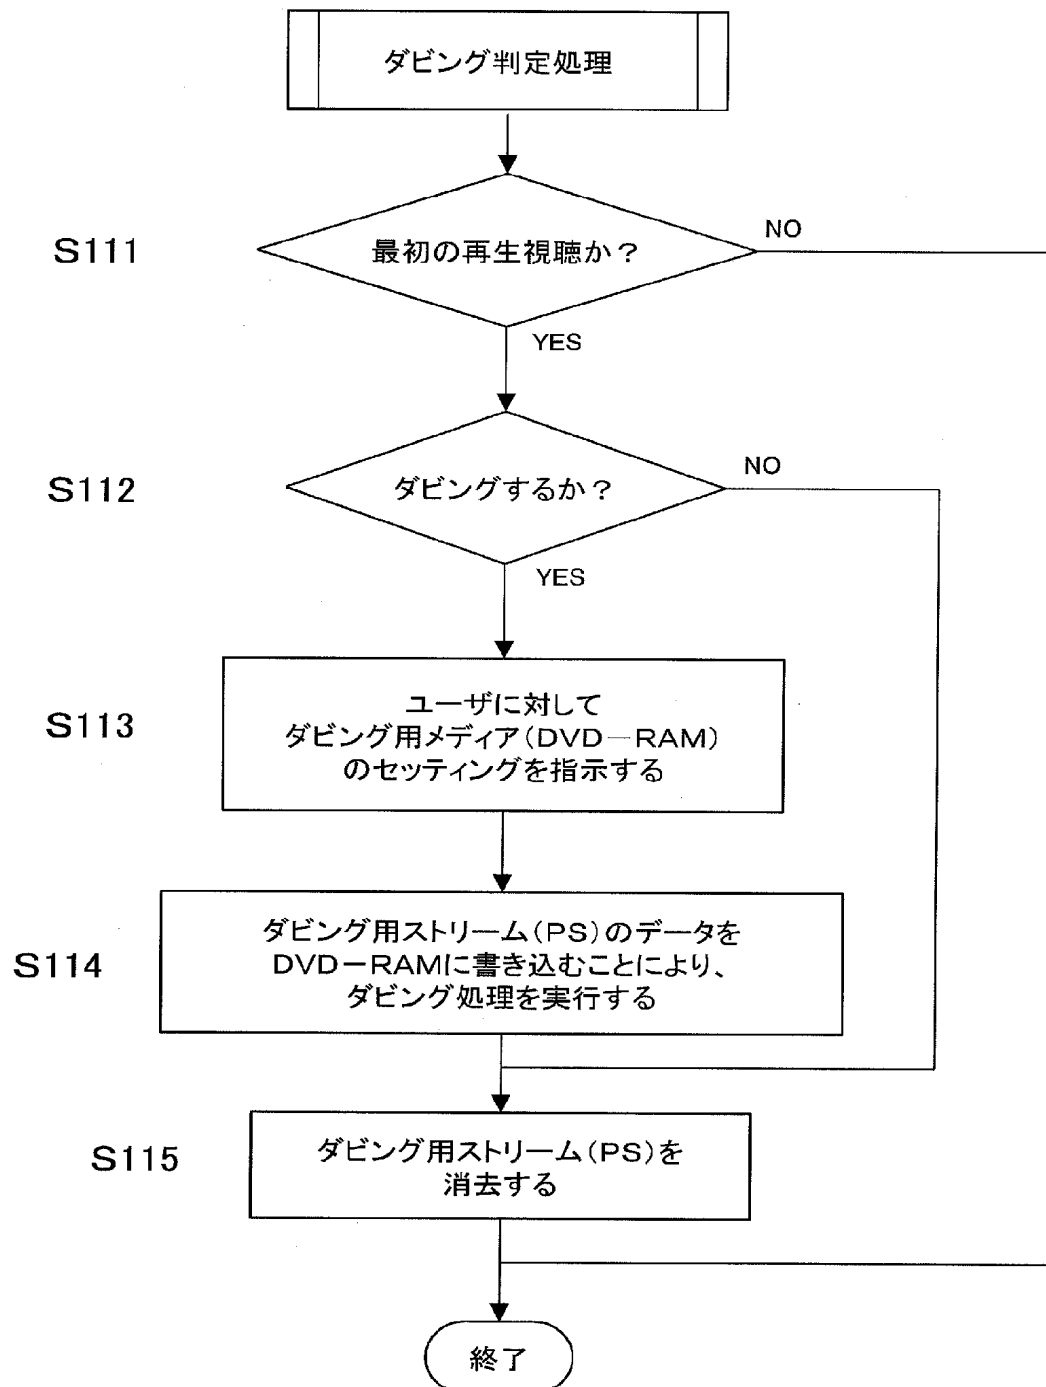 ダビング判定処理
S111
最初の再生視聴か？
NO
YES
S112
ダビングするか？
NO
YES
S113
ユーザに対して
ダビング用メディア（DVD－RAM）
のセッティングを指示する
S114
ダビング用ストリーム（PS）のデータを
DVD－RAMに書き込むことにより、
ダビング処理を実行する
S115
ダビング用ストリーム（PS）を
消去する
終了